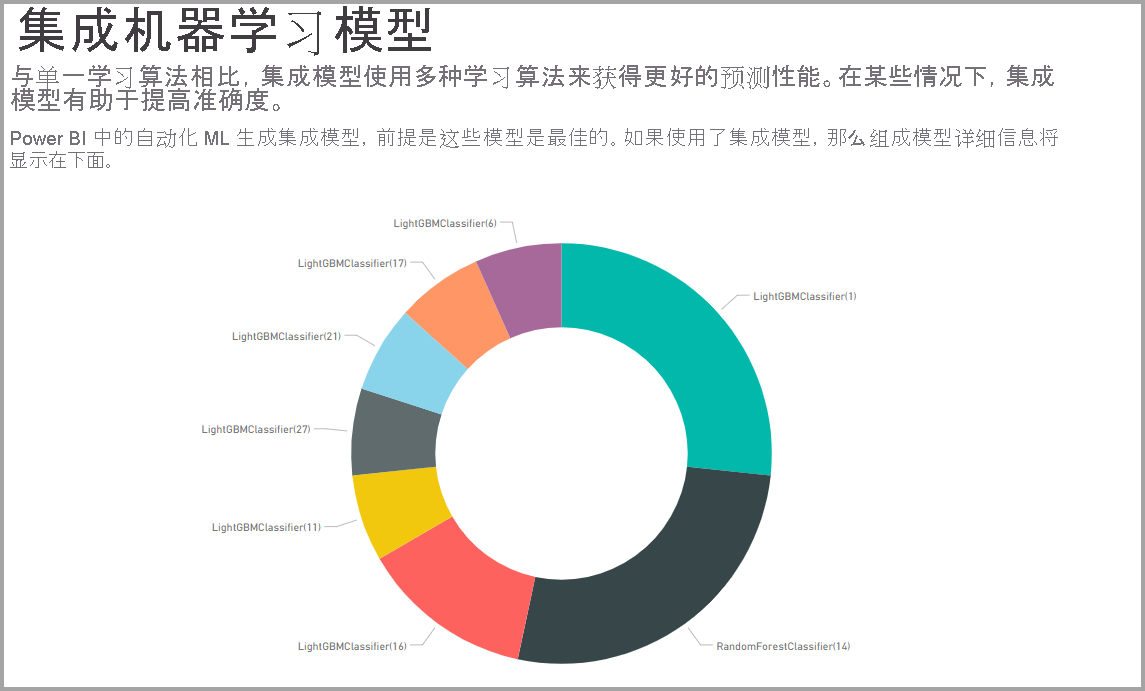 集成机器学习模型
与单一学习算法相比，集成模型使用多种学习算法来获得更好的预测性能。在某些情况下，集成
模型有助于提高准确度。
Power BI 中的自动化 ML 生成集成模型，前提是这些模型是最佳的。如果使用了集成模型，那么组成模型详细信息将
显示在下面。
LightGBMClassifier(6)
LightGBMClassifier(17)
LightGBMClassifier(1)
LightGBMClassifier(21)
LightGBMClassifier(27)
LightGBMClassifier(11)
LightGBMClassifier(16)
RandomForestClassifier(14)